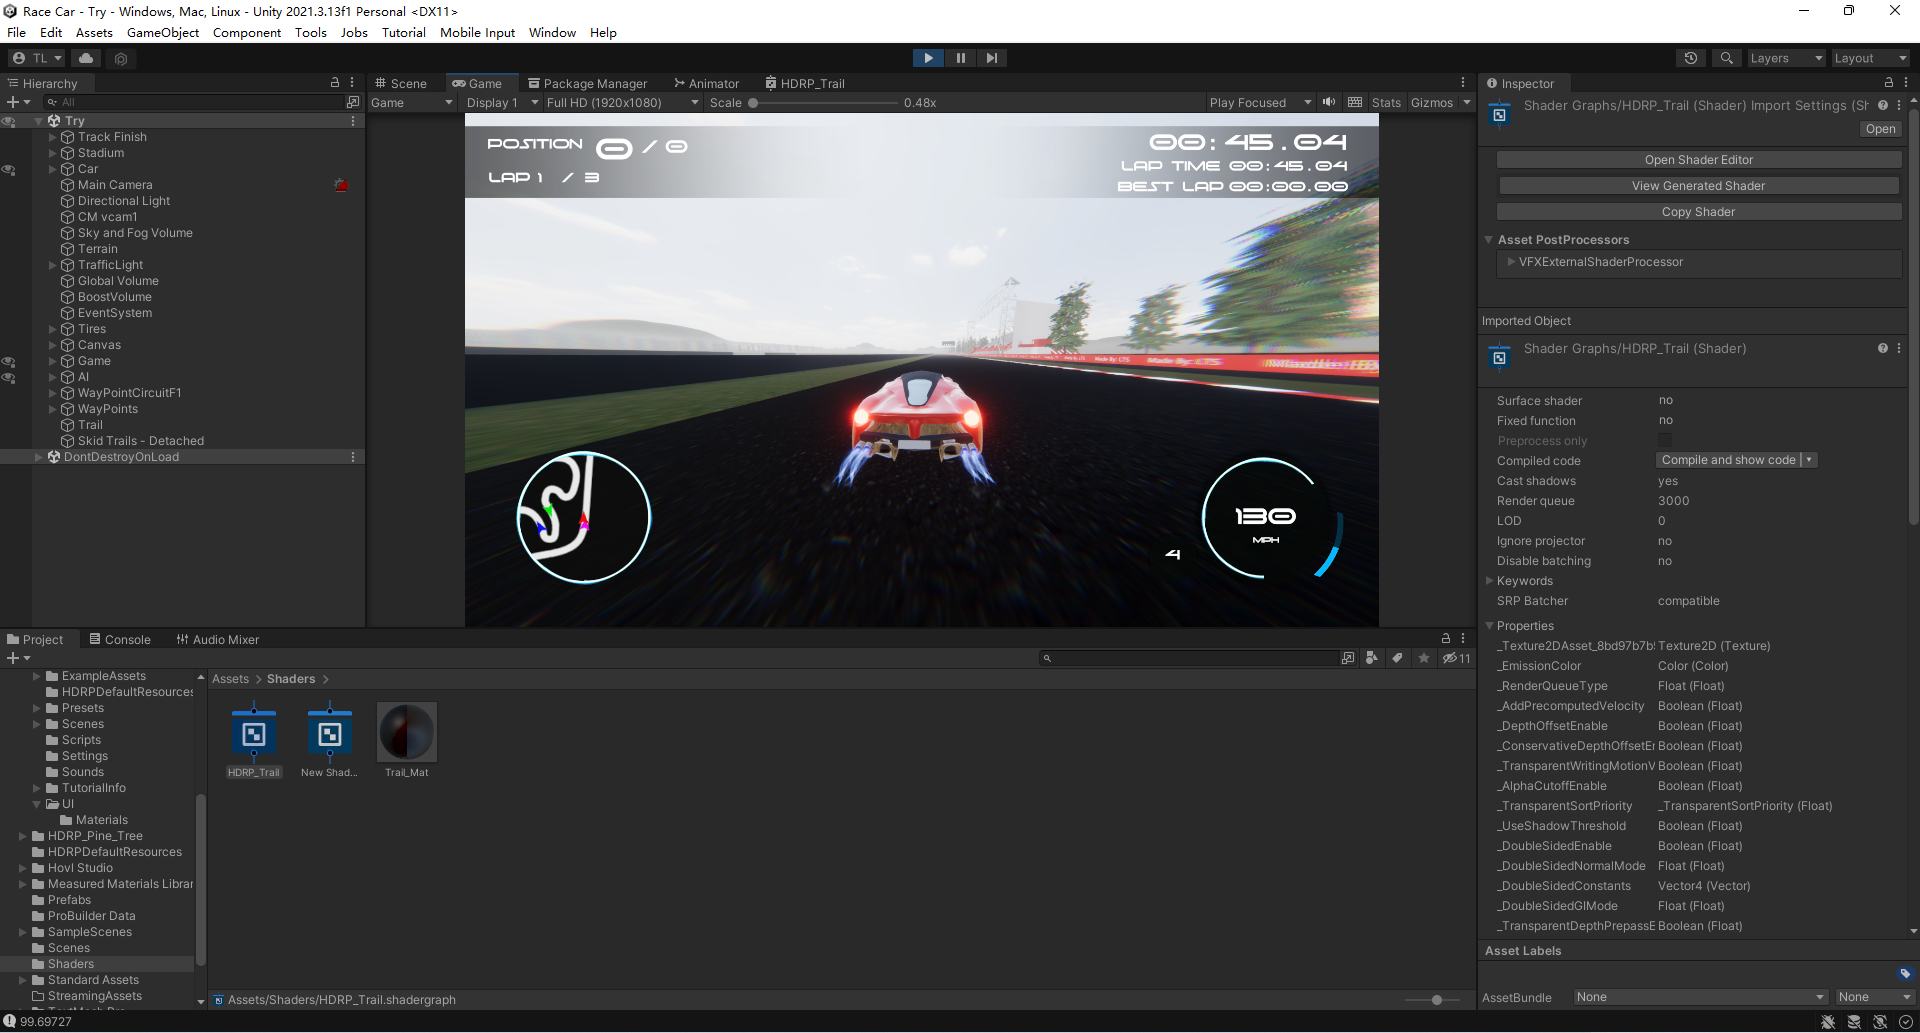 Race Car - Try - Windows, Mac, Linux - Unity 2021.3.13f1 Personal <DX11>
File Edit Assets GameObject Component Tools Jobs Tutorial Mobile Input Window Help
TL
Layers
Layout
Hierarchy
All
Try
Track Finish
Stadium
Car
Main Camera
Directional Light
CM vcam1
Sky and Fog Volume
Terrain
TrafficLight
Global Volume
BoostVolume
EventSystem
Tires
Canvas
Game
AI
WayPointCircuitF1
WayPoints
Trail
Skid Trails - Detached
DontDestroyOnLoad
Scene Game Package Manager Animator HDRP_Trail
Game Display 1 Full HD (1920x1080) Scale 0.48x Play Focused Stats Gizmos
POSITION 0 / 0
LAP 1 / 3
00:45.04
LAP TIME 00:45.04
BEST LAP 00:00.00
Made By: LTS
130
MPH
4
Project Console Audio Mixer
11
ExampleAssets
HDRPDefaultResources
Presets
Scenes
Scripts
Settings
Sounds
TutorialInfo
UI
Materials
HDRP_Pine_Tree
HDRPDefaultResources
Hovl Studio
Measured Materials Librar
Prefabs
ProBuilder Data
SampleScenes
Scenes
Shaders
Standard Assets
StreamingAssets
Assets > Shaders >
HDRP_Trail New Shad... Trail_Mat
Assets/Shaders/HDRP_Trail.shadergraph
99.69727
Inspector
Shader Graphs/HDRP_Trail (Shader) Import Settings (Sh
Open
Open Shader Editor
View Generated Shader
Copy Shader
Asset PostProcessors
VFXExternalShaderProcessor
Imported Object
Shader Graphs/HDRP_Trail (Shader)
Surface shader no
Fixed function no
Preprocess only
Compiled code Compile and show code
Cast shadows yes
Render queue 3000
LOD 0
Ignore projector no
Disable batching no
Keywords
SRP Batcher compatible
Properties
_Texture2DAsset_8bd97b7b Texture2D (Texture)
_EmissionColor Color (Color)
_RenderQueueType Float (Float)
_AddPrecomputedVelocity Boolean (Float)
_DepthOffsetEnable Boolean (Float)
_ConservativeDepthOffsetEr Boolean (Float)
_TransparentWritingMotionV Boolean (Float)
_AlphaCutoffEnable Boolean (Float)
_TransparentSortPriority _TransparentSortPriority (Float)
_UseShadowThreshold Boolean (Float)
_DoubleSidedEnable Boolean (Float)
_DoubleSidedNormalMode Float (Float)
_DoubleSidedConstants Vector4 (Vector)
_DoubleSidedGIMode Float (Float)
_TransparentDepthPrepassE Boolean (Float)
Asset Labels
AssetBundle None None